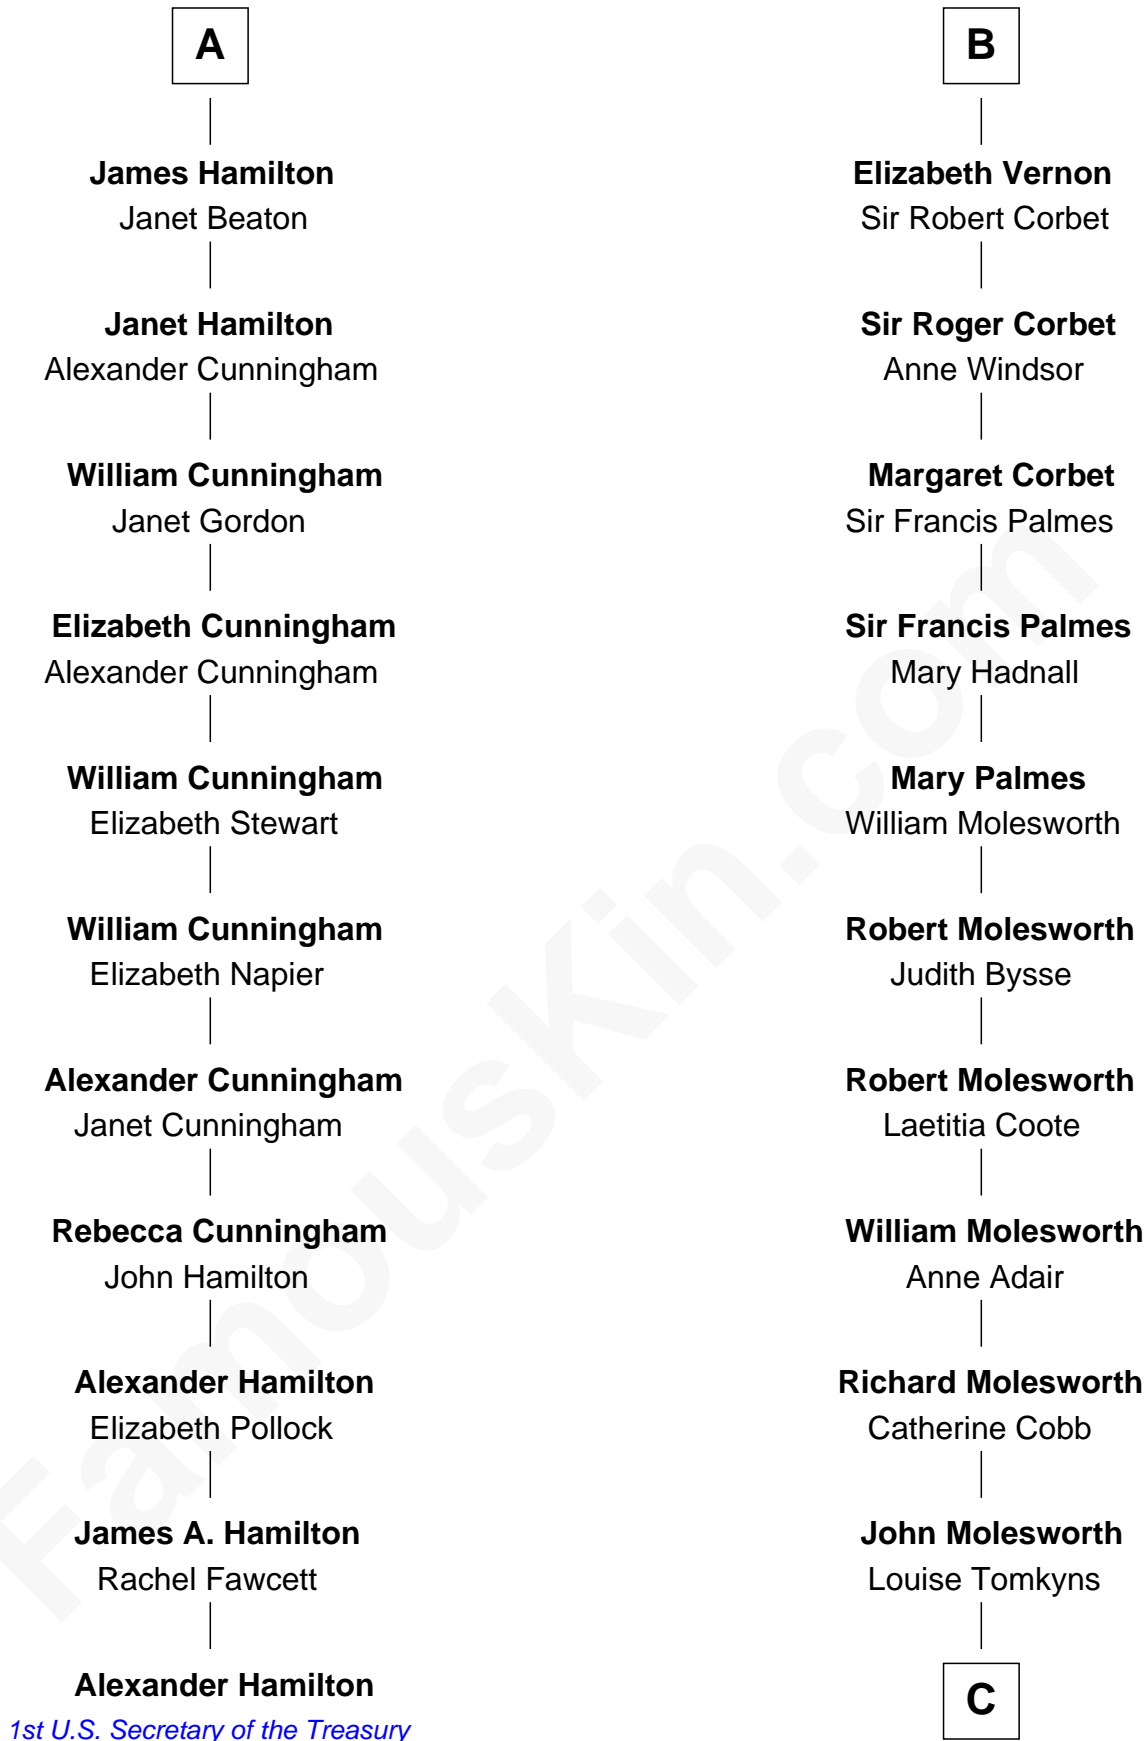 A
James Hamilton
Janet Beaton
Janet Hamilton
Alexander Cunningham
William Cunningham
Janet Gordon
Elizabeth Cunningham
Alexander Cunningham
William Cunningham
Elizabeth Stewart
William Cunningham
Elizabeth Napier
Alexander Cunningham
Janet Cunningham
Rebecca Cunningham
John Hamilton
Alexander Hamilton
Elizabeth Pollock
James A. Hamilton
Rachel Fawcett
Alexander Hamilton
1st U.S. Secretary of the Treasury
B
Elizabeth Vernon
Sir Robert Corbet
Sir Roger Corbet
Anne Windsor
Margaret Corbet
Sir Francis Palmes
Sir Francis Palmes
Mary Hadnall
Mary Palmes
William Molesworth
Robert Molesworth
Judith Bysse
Robert Molesworth
Laetitia Coote
William Molesworth
Anne Adair
Richard Molesworth
Catherine Cobb
John Molesworth
Louise Tomkyns
C
FamousKin.com